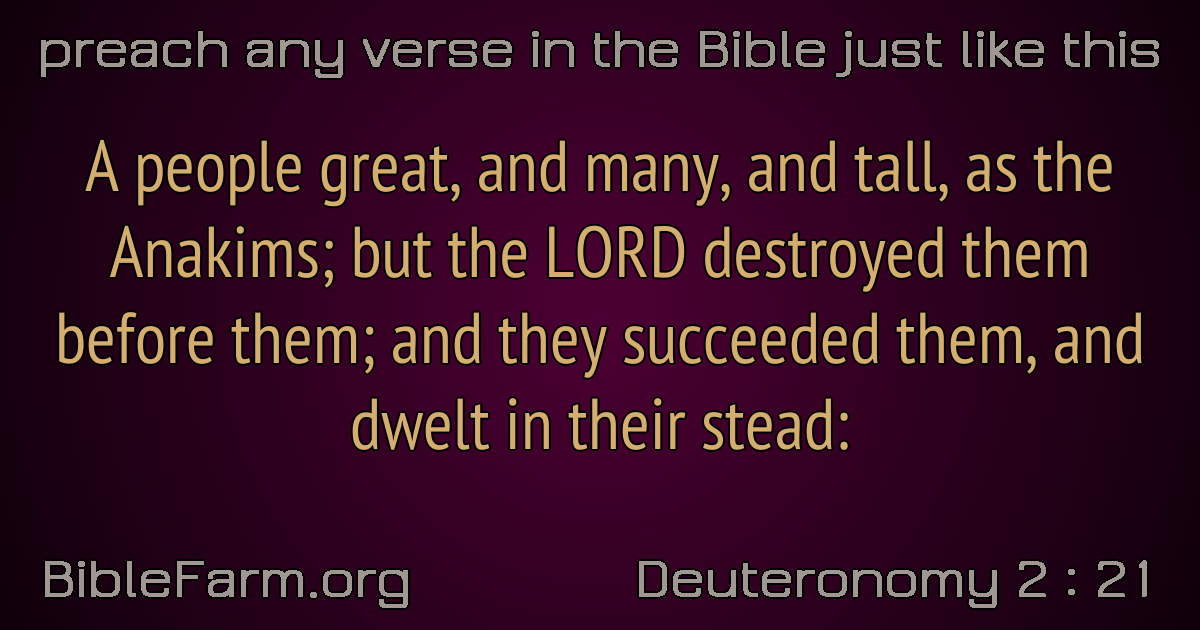 preach any verse in the Bible just like this
A people great, and many, and tall, as the
Anakims; but the LORD destroyed them
before them; and they succeeded them, and
dwelt in their stead:
BibleFarm.org
Deuteronomy 2 : 21